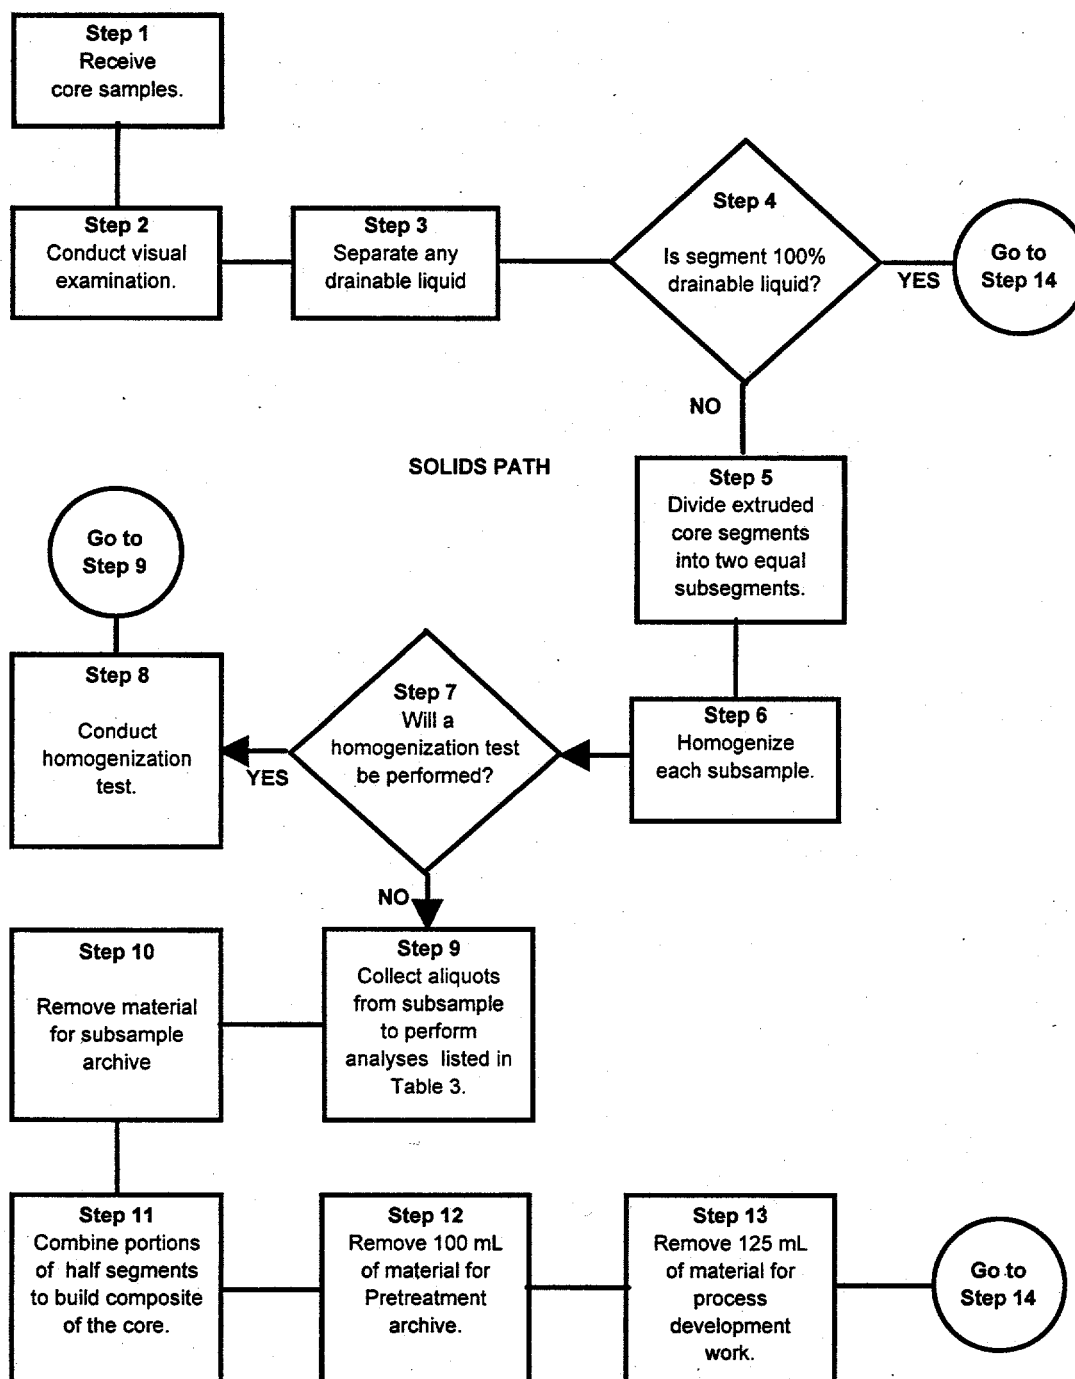 Step 1
Receive
core samples.
Step 2
Conduct visual
examination.
Step 3
Separate any
drainable liquid
Step 4
Is segment 100%
drainable liquid?
YES
Go to
Step 14
NO
SOLIDS PATH
Step 5
Divide extruded
core segments
into two equal
subsegments.
Step 6
Homogenize
each subsample.
Step 7
Will a
homogenization test
be performed?
YES
Step 8
Conduct
homogenization
test.
Go to
Step 9
NO
Step 9
Collect aliquots
from subsample
to perform
analyses listed in
Table 3.
Step 10
Remove material
for subsample
archive
Step 11
Combine portions
of half segments
to build composite
of the core.
Step 12
Remove 100 mL
of material for
Pretreatment
archive.
Step 13
Remove 125 mL
of material for
process
development
work.
Go to
Step 14